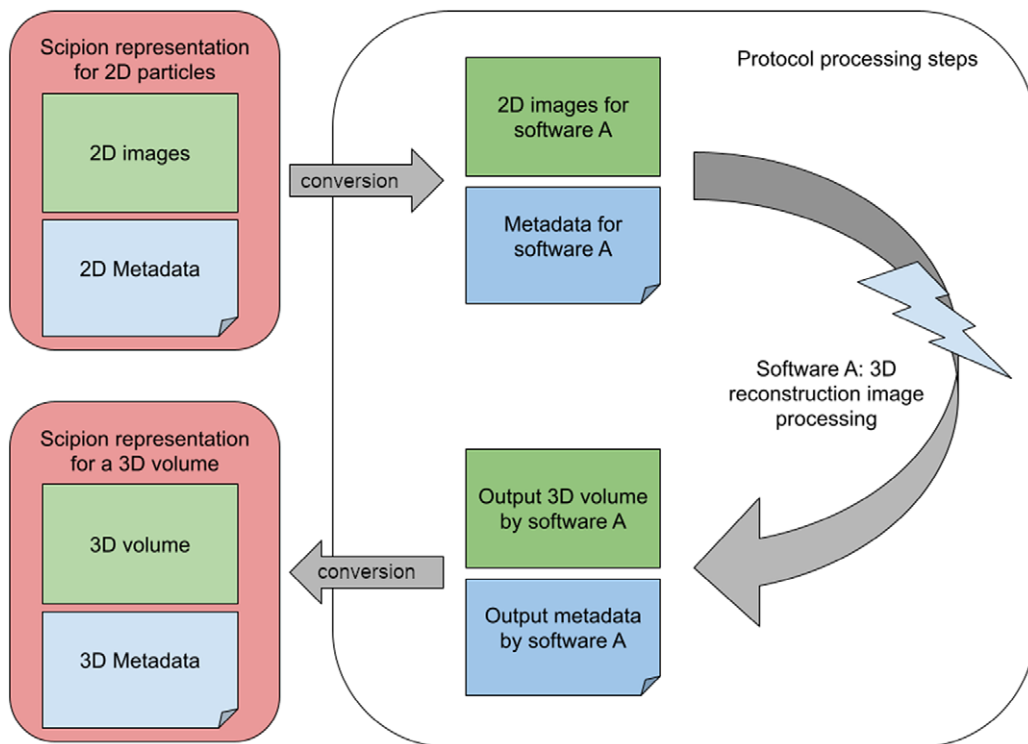 Scipion representation
for 2D particles
2D images
2D Metadata
conversion
2D images for
software A
Metadata for
software A
Protocol processing steps
Software A: 3D
reconstruction image
processing
Output 3D volume
by software A
Output metadata
by software A
conversion
Scipion representation
for a 3D volume
3D volume
3D Metadata